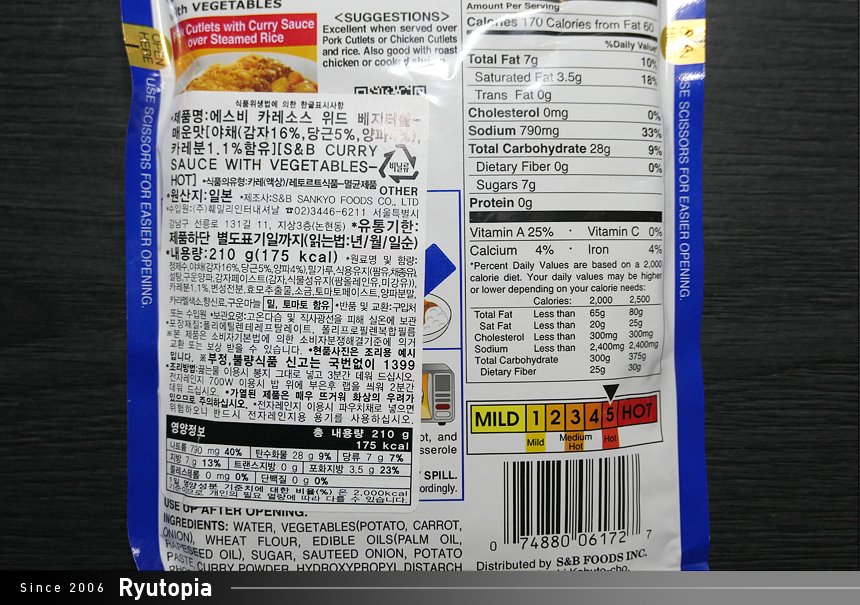 with VEGETABLES
Cutlets with Curry Sauce
over Steamed Rice
<SUGGESTIONS>
Excellent when served over
Pork Cutlets or Chicken Cutlets
and rice. Also good with roast
chicken or cooked
OPEN HERE
USE SCISSORS FOR EASIER OPENING.
식품위생법에 의한 한글표시사항
*제품명:에스비 카레소스 위드 베지터블-
매운맛[야채(감자16%,당근5%,양파4%),
카레분1.1%함유][S&B CURRY
SAUCE WITH VEGETABLES-
HOT] *식품의유형:카레(액상)/레토르트식품-멸균제품
비닐류
OTHER
*원산지:일본 *제조사:S&B SANKYO FOODS CO., LTD
*수입원:(주)훼밀리인터내셔날 ☎02)3446-6211 서울특별시
강남구 선릉로 131길 11, 지상3층(논현동) *유통기한:
제품하단 별도표기일까지(읽는법:년/월/일순)
*내용량:210 g(175 kcal) *원료명 및 함량:
정제수,야채(감자16%,당근5%,양파4%),밀가루,식용유지(팜유,채종유),
설탕,구운양파,감자페이스트(감자,식물성유지(팜올레인유,미강유)),
카레분1.1%,변성전분,효모추출물,소금,토마토페이스트,양파분말,
카라멜색소,향신료,구운마늘 밀, 토마토 함유 *반품 및 교환:구입처
또는 수입원 *보관요령:고온다습 및 직사광선을 피해 실온에 보관
*포장재질:폴리에틸렌테레프탈레이트, 폴리프로필렌복합필름
※본 제품은 소비자기본법에 의한 소비자분쟁해결기준에 의거
교환 또는 보상 받을 수 있습니다. *현품사진은 조리용 예시
입니다. ※부정,불량식품 신고는 국번없이 1399
*조리방법:끓는물 이용시 봉지 그대로 넣고 3분간 데워 드십시오.
전자레인지 700W 이용시 밥 위에 부은후 랩을 씌워 2분간
데워 드십시오. *가열된 제품은 매우 뜨거워 화상의 우려가
있으므로 주의하십시오. *전자레인지 이용시 파우치채로 넣으면
위험하오니 반드시 전자레인지용 용기를 사용하십시오.
영양정보 총 내용량 210 g
175 kcal
나트륨 790 mg 40% 탄수화물 28 g 9% 당류 7 g 7%
지방 7 g 13% 트랜스지방 0 g 포화지방 3.5 g 23%
콜레스테롤 0 mg 0% 단백질 0 g 0%
1일 영양성분 기준치에 대한 비율(%) 은 2,000kcal
기준이므로 개인의 필요 열량에 따라 다를 수 있습니다.
ot, and
sserole
SPILL.
ordingly.
USE UP AFTER OPENING.
INGREDIENTS: WATER, VEGETABLES(POTATO, CARROT,
ONION), WHEAT FLOUR, EDIBLE OILS(PALM OIL,
RAPESEED OIL), SUGAR, SAUTEED ONION, POTATO
PASTE CURRY POWDER, HYDROXYPROPYL DISTARCH
Amount Per Serving
Calories 170 Calories from Fat 60
%Daily Value
Total Fat 7g 10%
Saturated Fat 3.5g 18%
Trans Fat 0g
Cholesterol 0mg 0%
Sodium 790mg 33%
Total Carbohydrate 28g 9%
Dietary Fiber 0g 0%
Sugars 7g
Protein 0g
Vitamin A 25% · Vitamin C 0%
Calcium 4% · Iron 4%
*Percent Daily Values are based on a 2,000
calorie diet. Your daily values may be higher
or lower depending on your calorie needs:
Calories: 2,000 2,500
Total Fat Less than 65g 80g
Sat Fat Less than 20g 25g
Cholesterol Less than 300mg 300mg
Sodium Less than 2,400mg 2,400mg
Total Carbohydrate 300g 375g
Dietary Fiber 25g 30g
MILD 1 2 3 4 5 HOT
Mild Medium Hot Hot
0 74880 06172 7
Distributed by S&B FOODS INC.
USE SCISSORS FOR EASIER OPENING.
Since 2006 Ryutopia